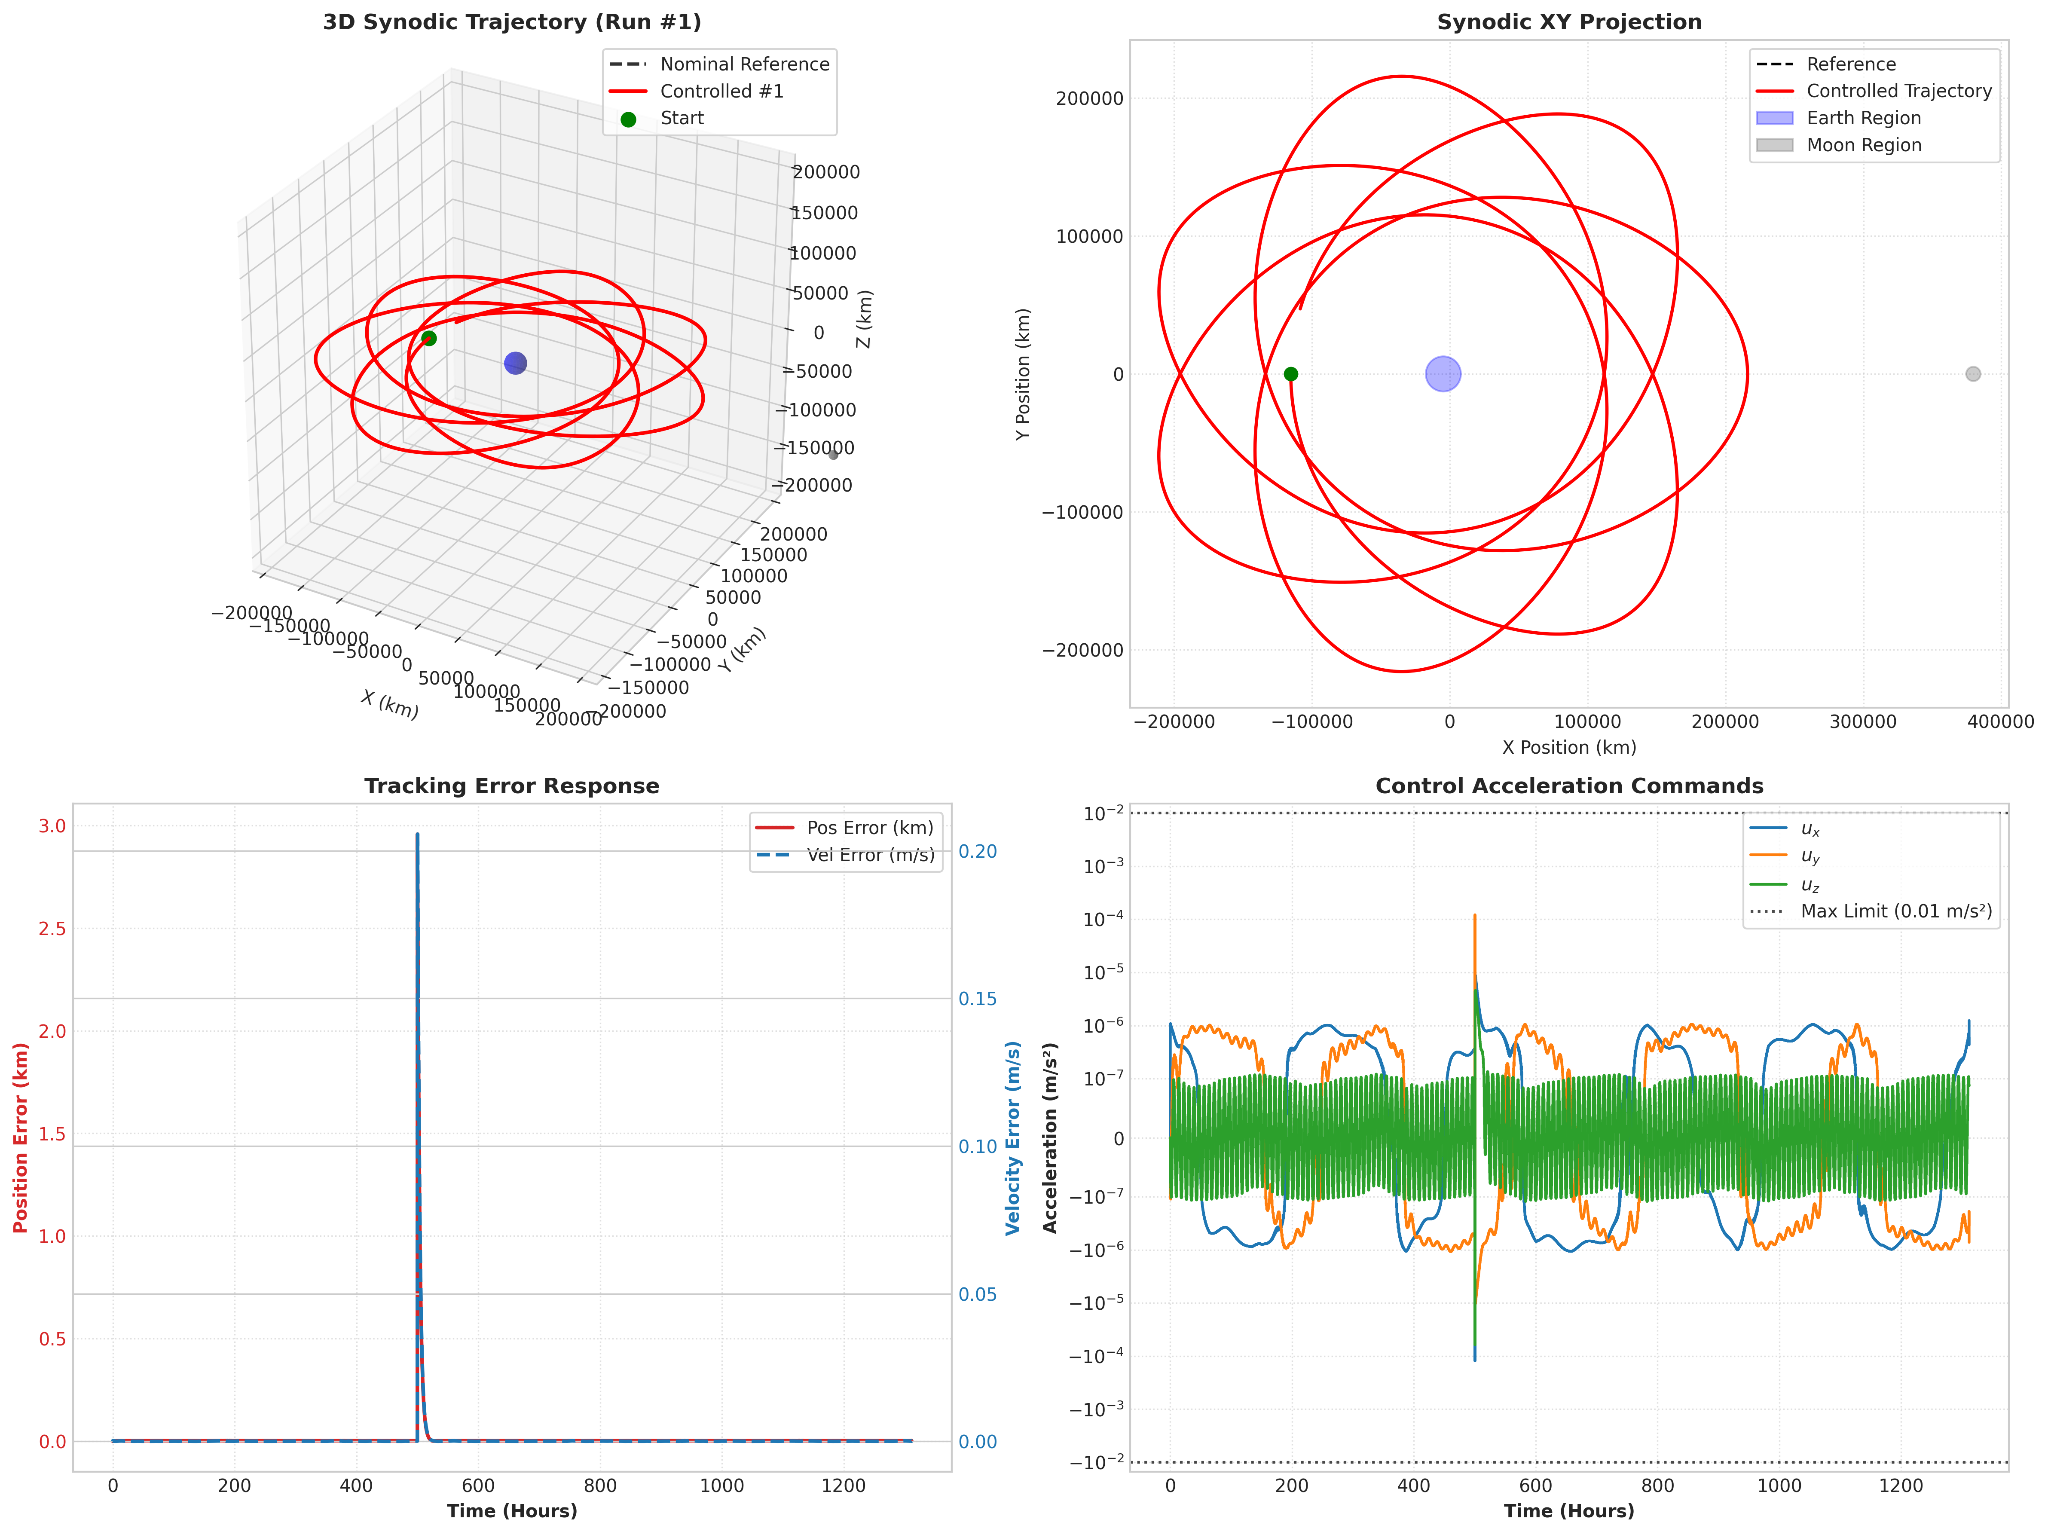 3D Synodic Trajectory (Run #1)
Nominal Reference
Controlled #1
Start
200000
150000
100000
50000
0
−50000
−100000
−150000
−200000
Z (km)
200000
150000
100000
50000
0
−50000
−100000
−150000
−200000
Y (km)
−200000
−150000
−100000
−50000
0
50000
100000
150000
200000
X (km)
Synodic XY Projection
Reference
Controlled Trajectory
Earth Region
Moon Region
200000
100000
0
−100000
−200000
Y Position (km)
−200000 −100000 0 100000 200000 300000 400000
X Position (km)
Tracking Error Response
Pos Error (km)
Vel Error (m/s)
3.0
2.5
2.0
1.5
1.0
0.5
0.0
Position Error (km)
0.20
0.15
0.10
0.05
0.00
Velocity Error (m/s)
0 200 400 600 800 1000 1200
Time (Hours)
Control Acceleration Commands
u_x
u_y
u_z
Max Limit (0.01 m/s²)
10⁻²
10⁻³
10⁻⁴
10⁻⁵
10⁻⁶
10⁻⁷
0
−10⁻⁷
−10⁻⁶
−10⁻⁵
−10⁻⁴
−10⁻³
−10⁻²
Acceleration (m/s²)
0 200 400 600 800 1000 1200
Time (Hours)